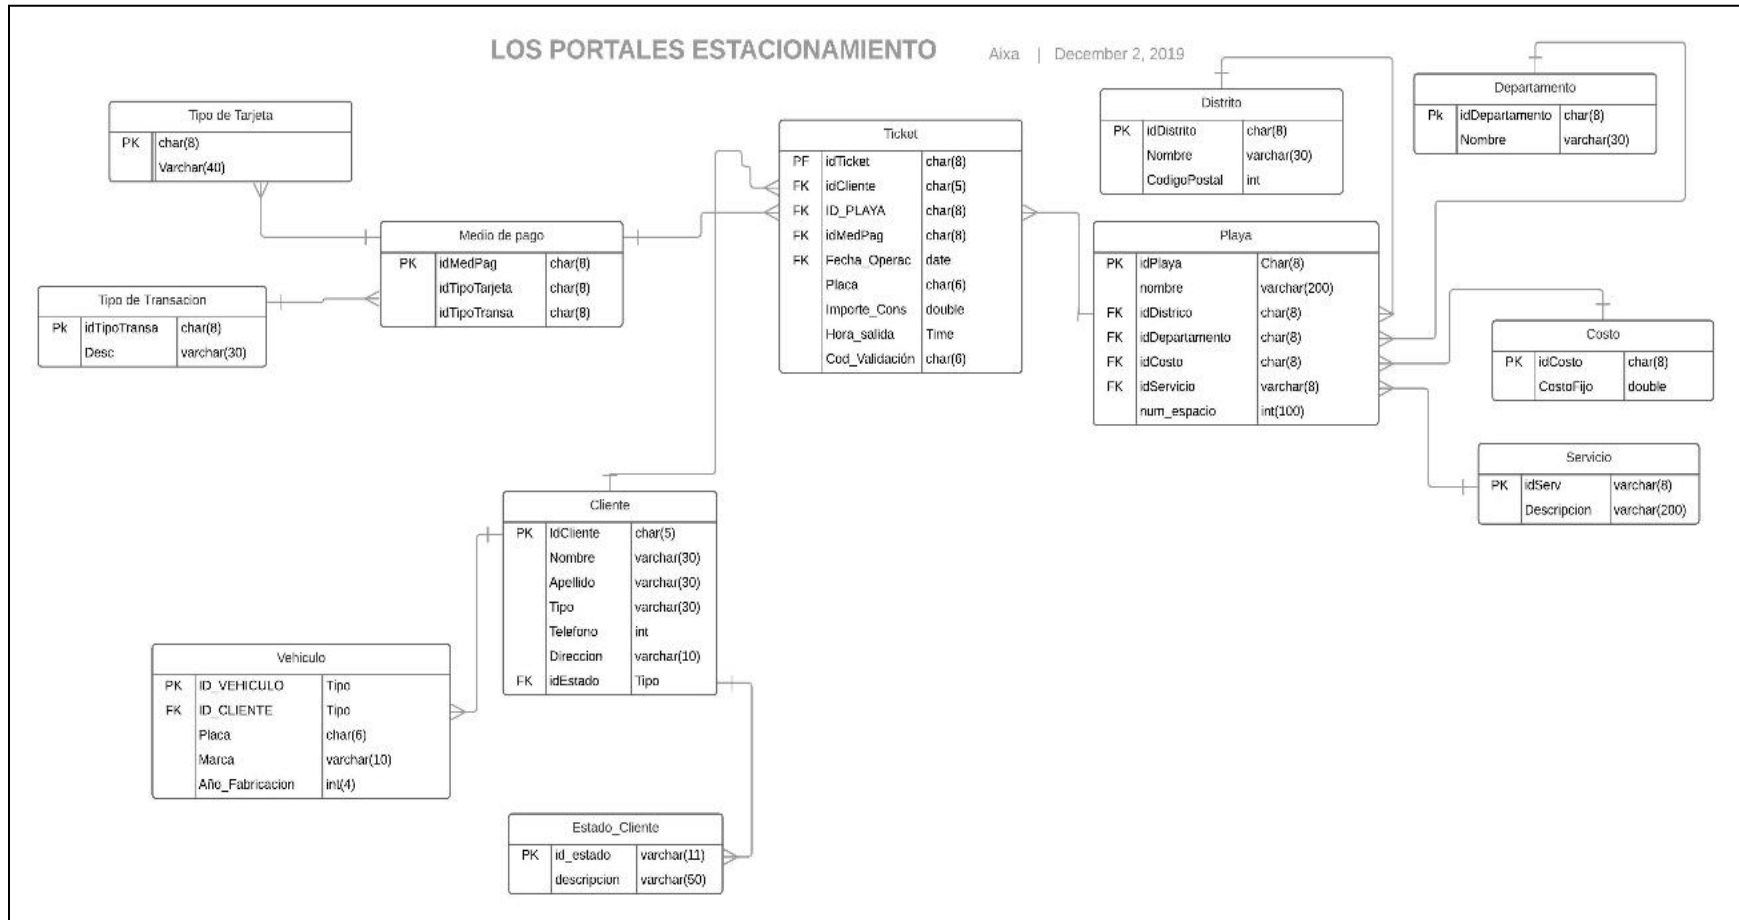 LOS PORTALES ESTACIONAMIENTO Aixa | December 2, 2019
Tipo de Tarjeta
PK char(8)
Varchar(40)
Tipo de Transacion
Pk idTipoTransa char(8)
Desc varchar(30)
Medio de pago
PK idMedPag char(8)
idTipoTarjeta char(8)
idTipoTransa char(8)
Ticket
PF idTicket char(8)
FK idCliente char(5)
FK ID_PLAYA char(8)
FK idMedPag char(8)
FK Fecha_Operac date
Placa char(6)
Importe_Cons double
Hora_salida Time
Cod_Validación char(6)
Distrito
PK idDistrito char(8)
Nombre varchar(30)
CodigoPostal int
Departamento
Pk idDepartamento char(8)
Nombre varchar(30)
Playa
PK idPlaya Char(8)
nombre varchar(200)
FK idDistrico char(8)
FK idDepartamento char(8)
FK idCosto char(8)
FK idServicio varchar(8)
num_espacio int(100)
Costo
PK idCosto char(8)
CostoFijo double
Servicio
PK idServ varchar(8)
Descripcion varchar(200)
Cliente
PK IdCliente char(5)
Nombre varchar(30)
Apellido varchar(30)
Tipo varchar(30)
Telefono int
Direccion varchar(10)
FK idEstado Tipo
Vehiculo
PK ID_VEHICULO Tipo
FK ID_CLIENTE Tipo
Placa char(6)
Marca varchar(10)
Año_Fabricacion int(4)
Estado_Cliente
PK id_estado varchar(11)
descripcion varchar(50)